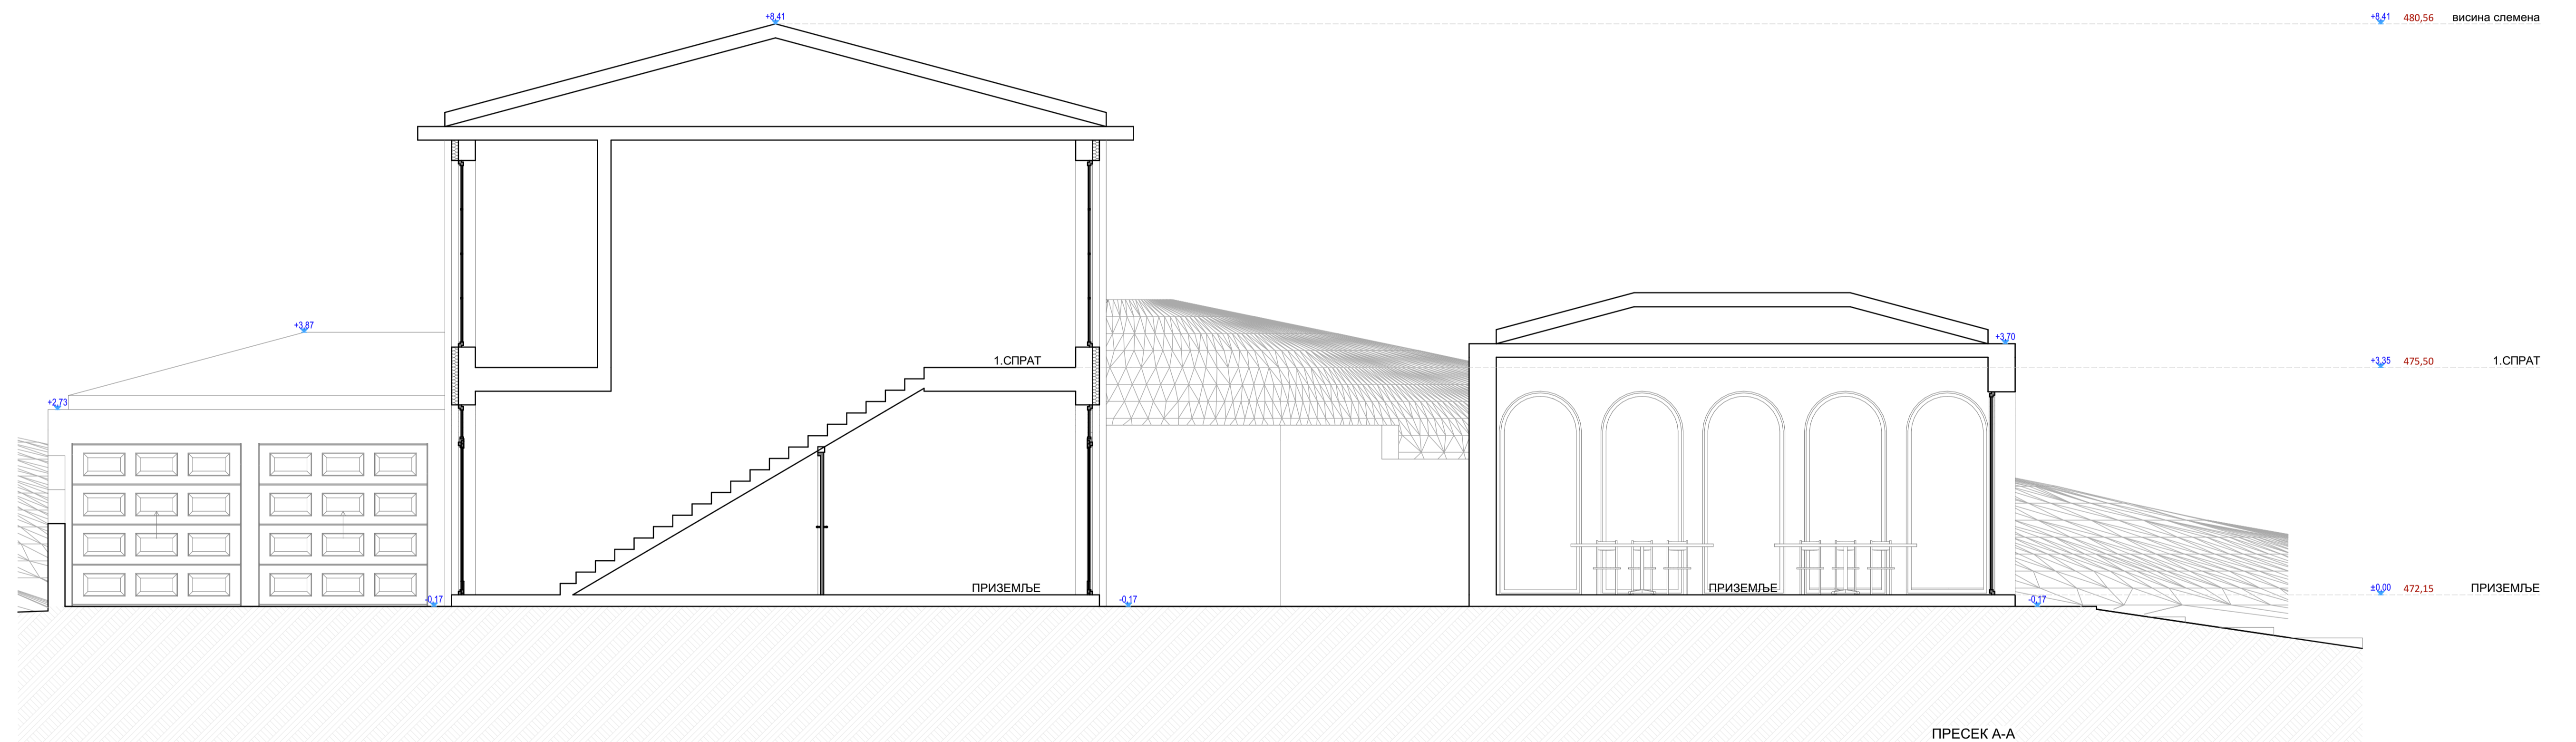 +8,41
+8,41 480,56 висина слемена
+3,87
+3,70
1.СПРАТ
+3,35 475,50 1.СПРАТ
+2,73
ПРИЗЕМЉЕ
ПРИЗЕМЉЕ
±0,00 472,15 ПРИЗЕМЉЕ
-0,17
-0,17
-0,17
ПРЕСЕК А-А